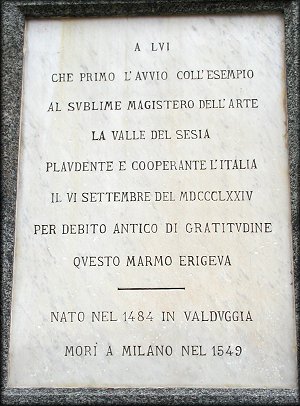 A LVI
CHE PRIMO L'AVVIO COLL'ESEMPIO
AL SVBLIME MAGISTERO DELL'ARTE
LA VALLE DEL SESIA
PLAVDENTE E COOPERANTE L'ITALIA
IL VI SETTEMBRE DEL MDCCCLXXIV
PER DEBITO ANTICO DI GRATITVDINE
QVESTO MARMO ERIGEVA
NATO NEL 1484 IN VALDVGGIA
MORÌ A MILANO NEL 1549